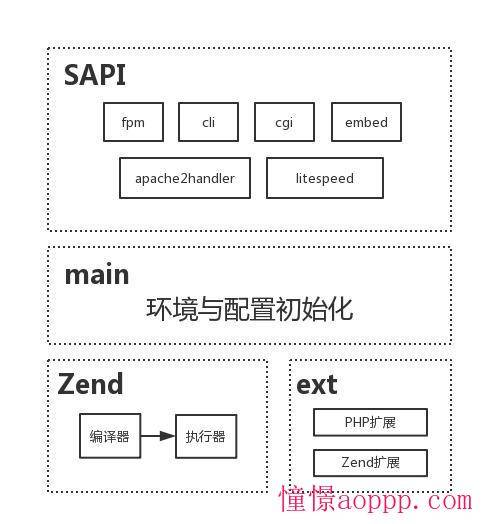 SAPI
fpm cli cgi embed
apache2handler litespeed
main
环境与配置初始化
Zend ext
编译器 执行器 PHP扩展
Zend扩展
憧憬aoppp.com